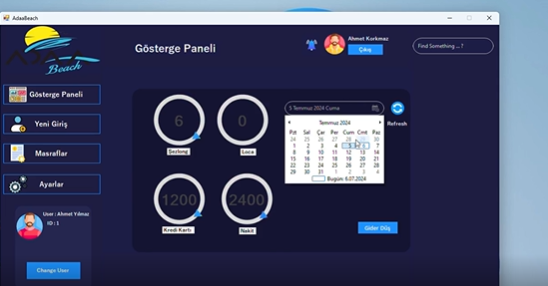 AdaaBeach
Ahmet Korkmaz
Gösterge Paneli
Çıkış
Find Something ... ?
Beach
Gösterge Paneli
Yeni Giriş
Masraflar
Ayarlar
User : Ahmet Yılmaz
ID : 1
Change User
6
0
Şezlong
Loca
1200
2400
Kredi Kartı
Nakit
5 Temmuz 2024 Cuma
Refresh
Temmuz 2024
Pzt Sal Çar Per Cum Cmt Paz
24 25 26 27 28 29 30
1 2 3 4 5 6 7
8 9 10 11 12 13 14
15 16 17 18 19 20 21
22 23 24 25 26 27 28
29 30 31 1 2 3 4
Bugün: 6.07.2024
Gider Düş